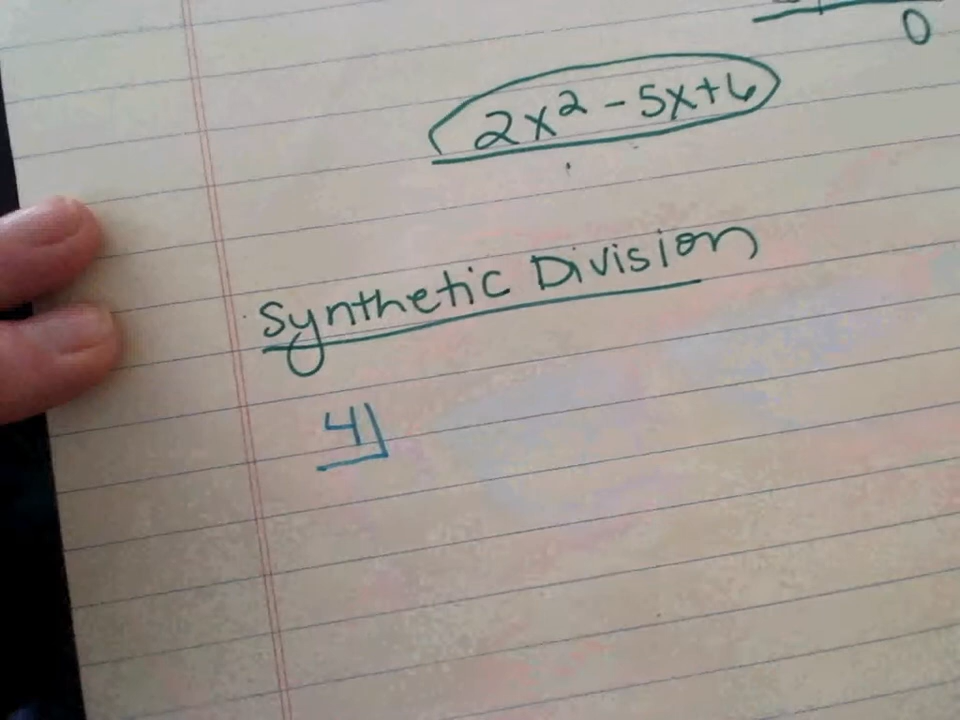 0
2x² - 5x + 6
Synthetic Division
4